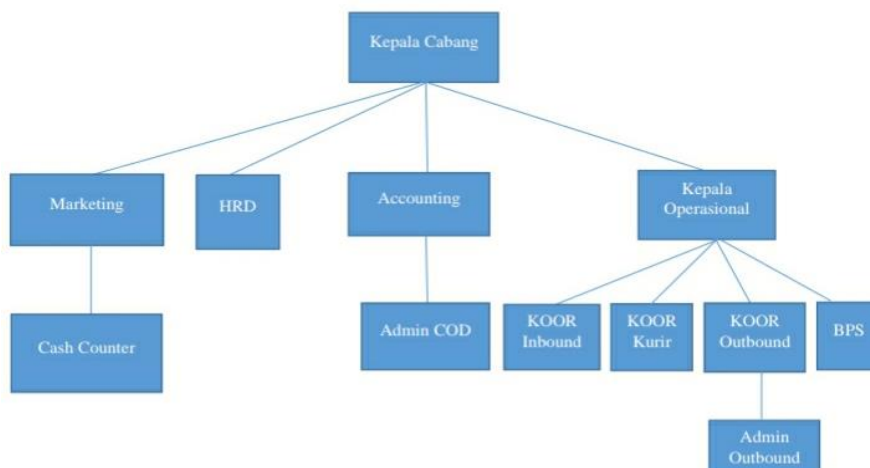 Kepala Cabang
Marketing
HRD
Accounting
Kepala
Operasional
Cash Counter
Admin COD
KOOR
Inbound
KOOR
Kurir
KOOR
Outbound
BPS
Admin
Outbound